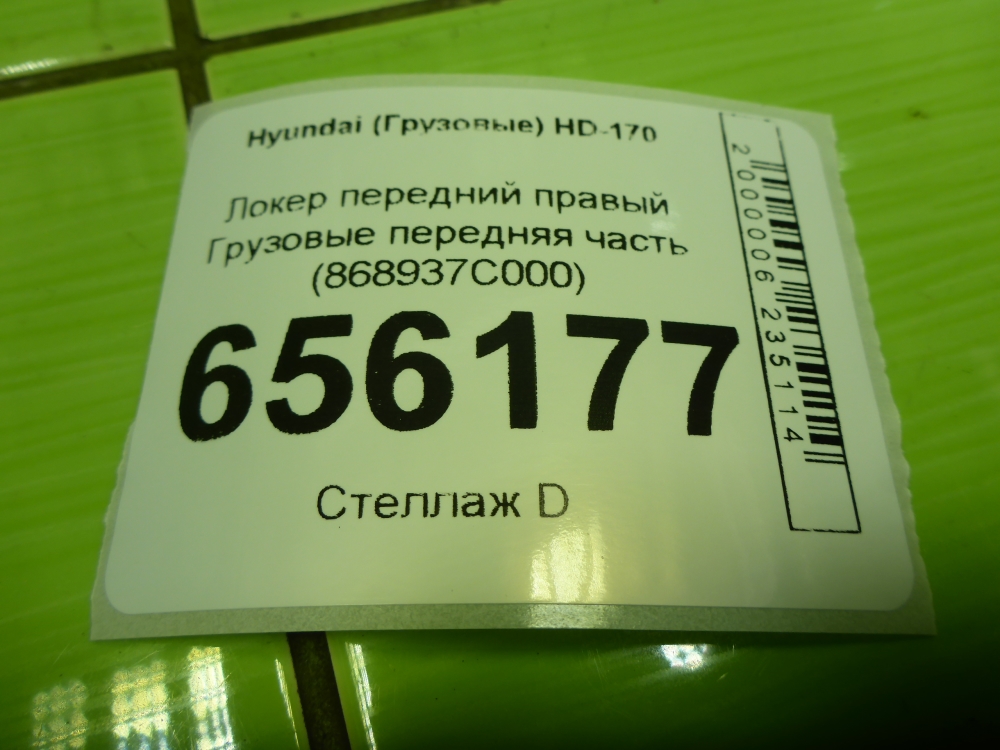 Hyundai (Грузовые) HD-170
Локер передний правый
Грузовые передняя часть
(868937C000)
656177
Стеллаж D
2000006235114